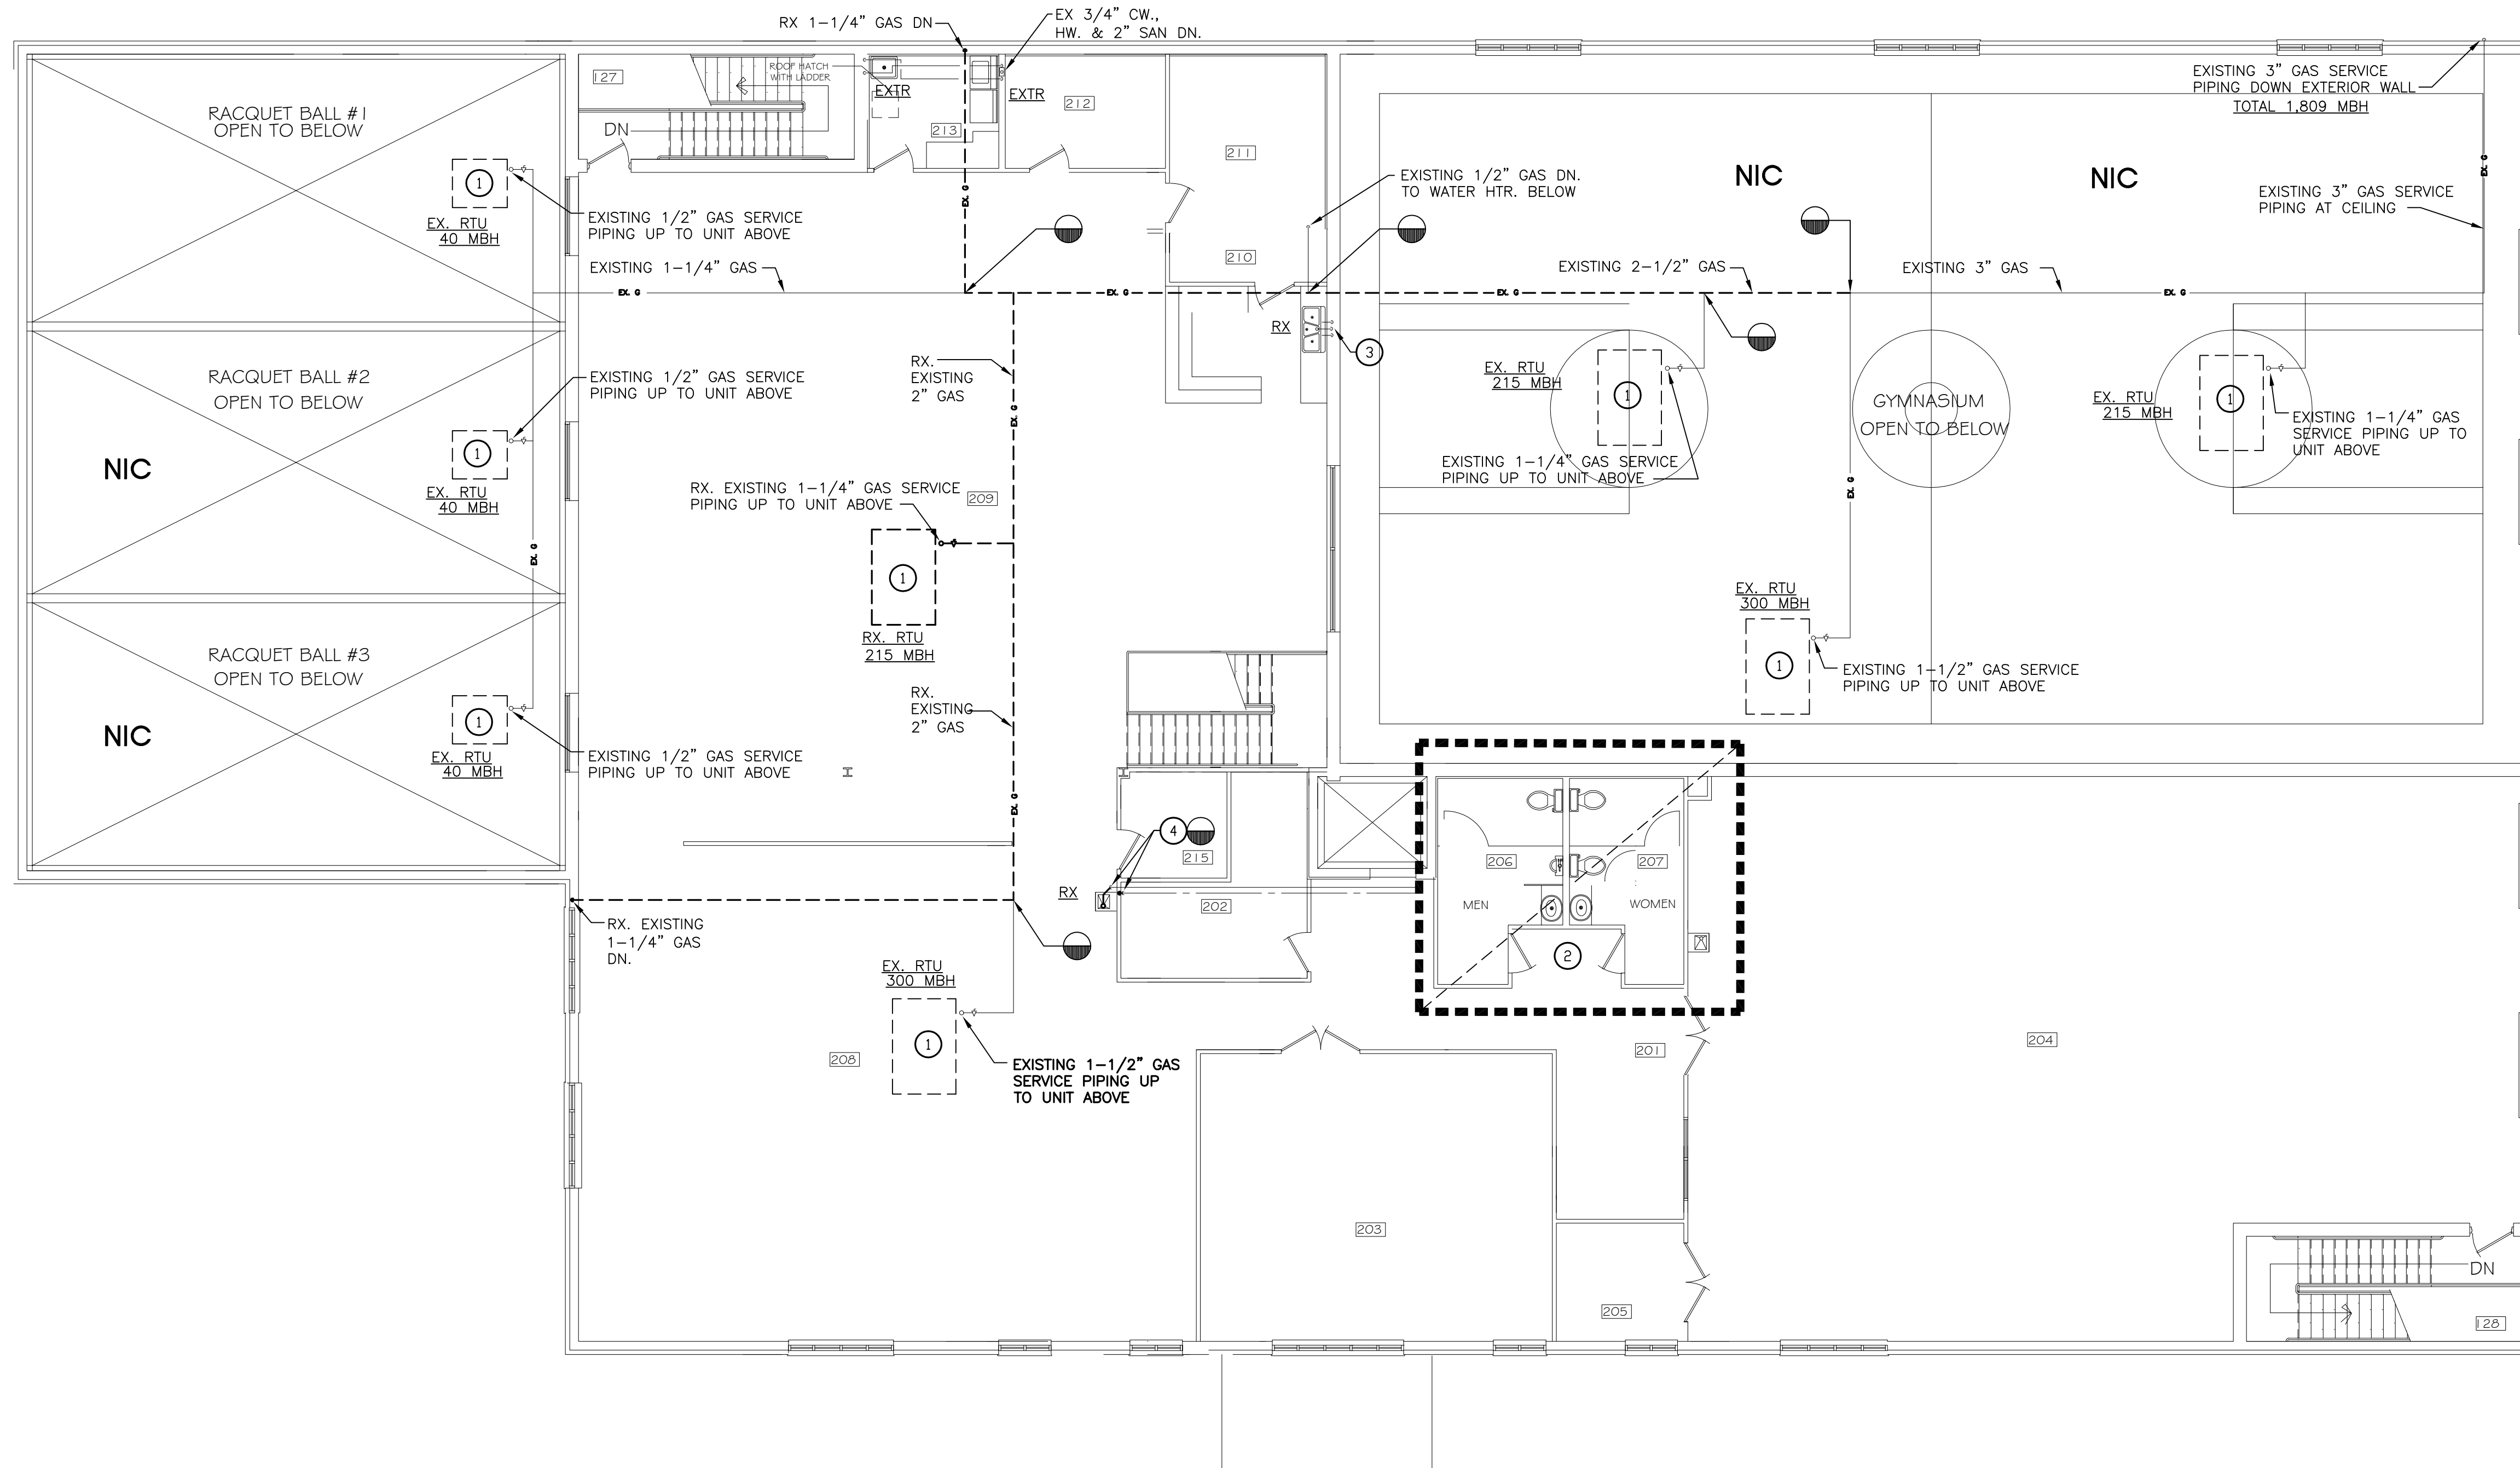 RX 1-1/4" GAS DN
EX 3/4" CW.,
HW. & 2" SAN DN.
127
ROOF HATCH
WITH LADDER
DN
EXTR
213
EXTR
212
211
210
RACQUET BALL #1
OPEN TO BELOW
1
EX. RTU
40 MBH
EXISTING 1/2" GAS SERVICE
PIPING UP TO UNIT ABOVE
EXISTING 1-1/4" GAS
EX. G
EX. G
EX. G
EXISTING 1/2" GAS DN.
TO WATER HTR. BELOW
NIC
NIC
EXISTING 3" GAS SERVICE
PIPING DOWN EXTERIOR WALL
TOTAL 1,809 MBH
EX. G
EXISTING 3" GAS SERVICE
PIPING AT CEILING
EXISTING 2-1/2" GAS
EX. G
EXISTING 3" GAS
EX. G
RX
3
RACQUET BALL #2
OPEN TO BELOW
NIC
1
EX. RTU
40 MBH
EXISTING 1/2" GAS SERVICE
PIPING UP TO UNIT ABOVE
EX. G
RX.
EXISTING
2" GAS
EX. G
RX. EXISTING 1-1/4" GAS SERVICE
PIPING UP TO UNIT ABOVE
209
1
RX. RTU
215 MBH
EX. RTU
215 MBH
1
EXISTING 1-1/4" GAS SERVICE
PIPING UP TO UNIT ABOVE
GYMNASIUM
OPEN TO BELOW
EX. RTU
215 MBH
1
EXISTING 1-1/4" GAS
SERVICE PIPING UP TO
UNIT ABOVE
EX. G
EX. RTU
300 MBH
1
EXISTING 1-1/2" GAS SERVICE
PIPING UP TO UNIT ABOVE
RACQUET BALL #3
OPEN TO BELOW
NIC
1
EX. RTU
40 MBH
EXISTING 1/2" GAS SERVICE
PIPING UP TO UNIT ABOVE
RX.
EXISTING
2" GAS
EX. G
4
215
RX
202
206
207
MEN
WOMEN
2
RX. EXISTING
1-1/4" GAS
DN.
EX. RTU
300 MBH
1
208
EXISTING 1-1/2" GAS
SERVICE PIPING UP
TO UNIT ABOVE
201
204
203
205
DN
128